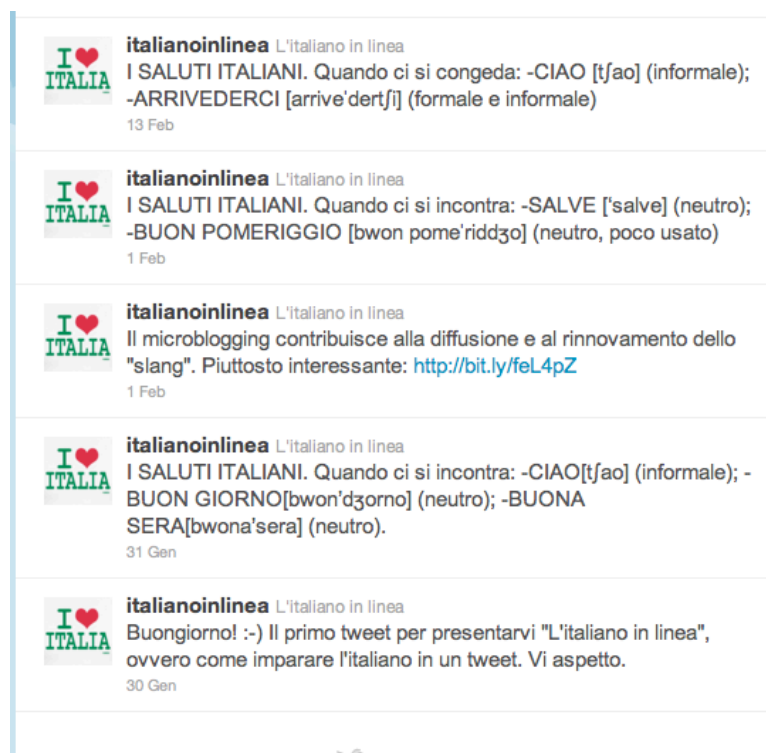 I ❤ ITALIA
italianoinlinea L'italiano in linea
I SALUTI ITALIANI. Quando ci si congeda: -CIAO [tʃao] (informale);
-ARRIVEDERCI [arrive'dertʃi] (formale e informale)
13 Feb
I ❤ ITALIA
italianoinlinea L'italiano in linea
I SALUTI ITALIANI. Quando ci si incontra: -SALVE ['salve] (neutro);
-BUON POMERIGGIO [bwon pome'riddʒo] (neutro, poco usato)
1 Feb
I ❤ ITALIA
italianoinlinea L'italiano in linea
Il microblogging contribuisce alla diffusione e al rinnovamento dello
"slang". Piuttosto interessante: http://bit.ly/feL4pZ
1 Feb
I ❤ ITALIA
italianoinlinea L'italiano in linea
I SALUTI ITALIANI. Quando ci si incontra: -CIAO[tʃao] (informale); -
BUON GIORNO[bwon'dʒorno] (neutro); -BUONA
SERA[bwona'sera] (neutro).
31 Gen
I ❤ ITALIA
italianoinlinea L'italiano in linea
Buongiorno! :-) Il primo tweet per presentarvi "L'italiano in linea",
ovvero come imparare l'italiano in un tweet. Vi aspetto.
30 Gen